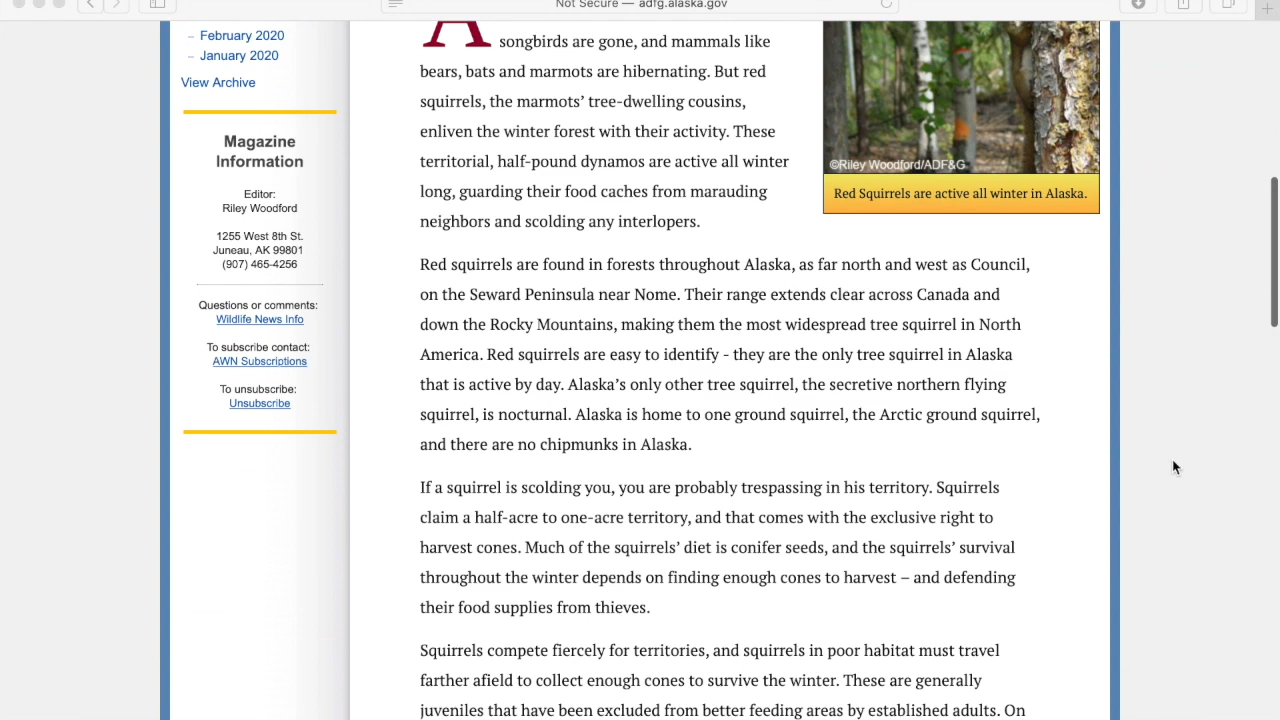 Not Secure — adfg.alaska.gov
– February 2020
– January 2020
View Archive
Magazine
Information
Editor:
Riley Woodford
1255 West 8th St.
Juneau, AK 99801
(907) 465-4256
Questions or comments:
Wildlife News Info
To subscribe contact:
AWN Subscriptions
To unsubscribe:
Unsubscribe
A songbirds are gone, and mammals like
bears, bats and marmots are hibernating. But red
squirrels, the marmots’ tree-dwelling cousins,
enliven the winter forest with their activity. These
territorial, half-pound dynamos are active all winter
long, guarding their food caches from marauding
neighbors and scolding any interlopers.
©Riley Woodford/ADF&G
Red Squirrels are active all winter in Alaska.
Red squirrels are found in forests throughout Alaska, as far north and west as Council,
on the Seward Peninsula near Nome. Their range extends clear across Canada and
down the Rocky Mountains, making them the most widespread tree squirrel in North
America. Red squirrels are easy to identify - they are the only tree squirrel in Alaska
that is active by day. Alaska’s only other tree squirrel, the secretive northern flying
squirrel, is nocturnal. Alaska is home to one ground squirrel, the Arctic ground squirrel,
and there are no chipmunks in Alaska.
If a squirrel is scolding you, you are probably trespassing in his territory. Squirrels
claim a half-acre to one-acre territory, and that comes with the exclusive right to
harvest cones. Much of the squirrels’ diet is conifer seeds, and the squirrels’ survival
throughout the winter depends on finding enough cones to harvest – and defending
their food supplies from thieves.
Squirrels compete fiercely for territories, and squirrels in poor habitat must travel
farther afield to collect enough cones to survive the winter. These are generally
juveniles that have been excluded from better feeding areas by established adults. On